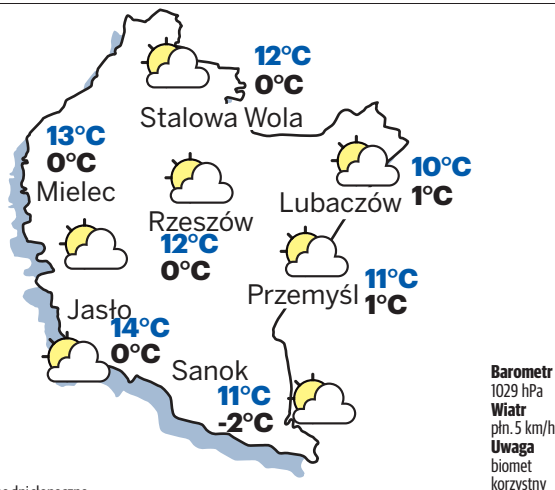 12°C
0°C
Stalowa Wola
13°C
0°C
Mielec
10°C
1°C
Lubaczów
Rzeszów
12°C
0°C
Przemyśl
11°C
1°C
Jasło
14°C
0°C
Sanok
11°C
-2°C
Barometr
1029 hPa
Wiatr
płn. 5 km/h
Uwaga
biomet
korzystny